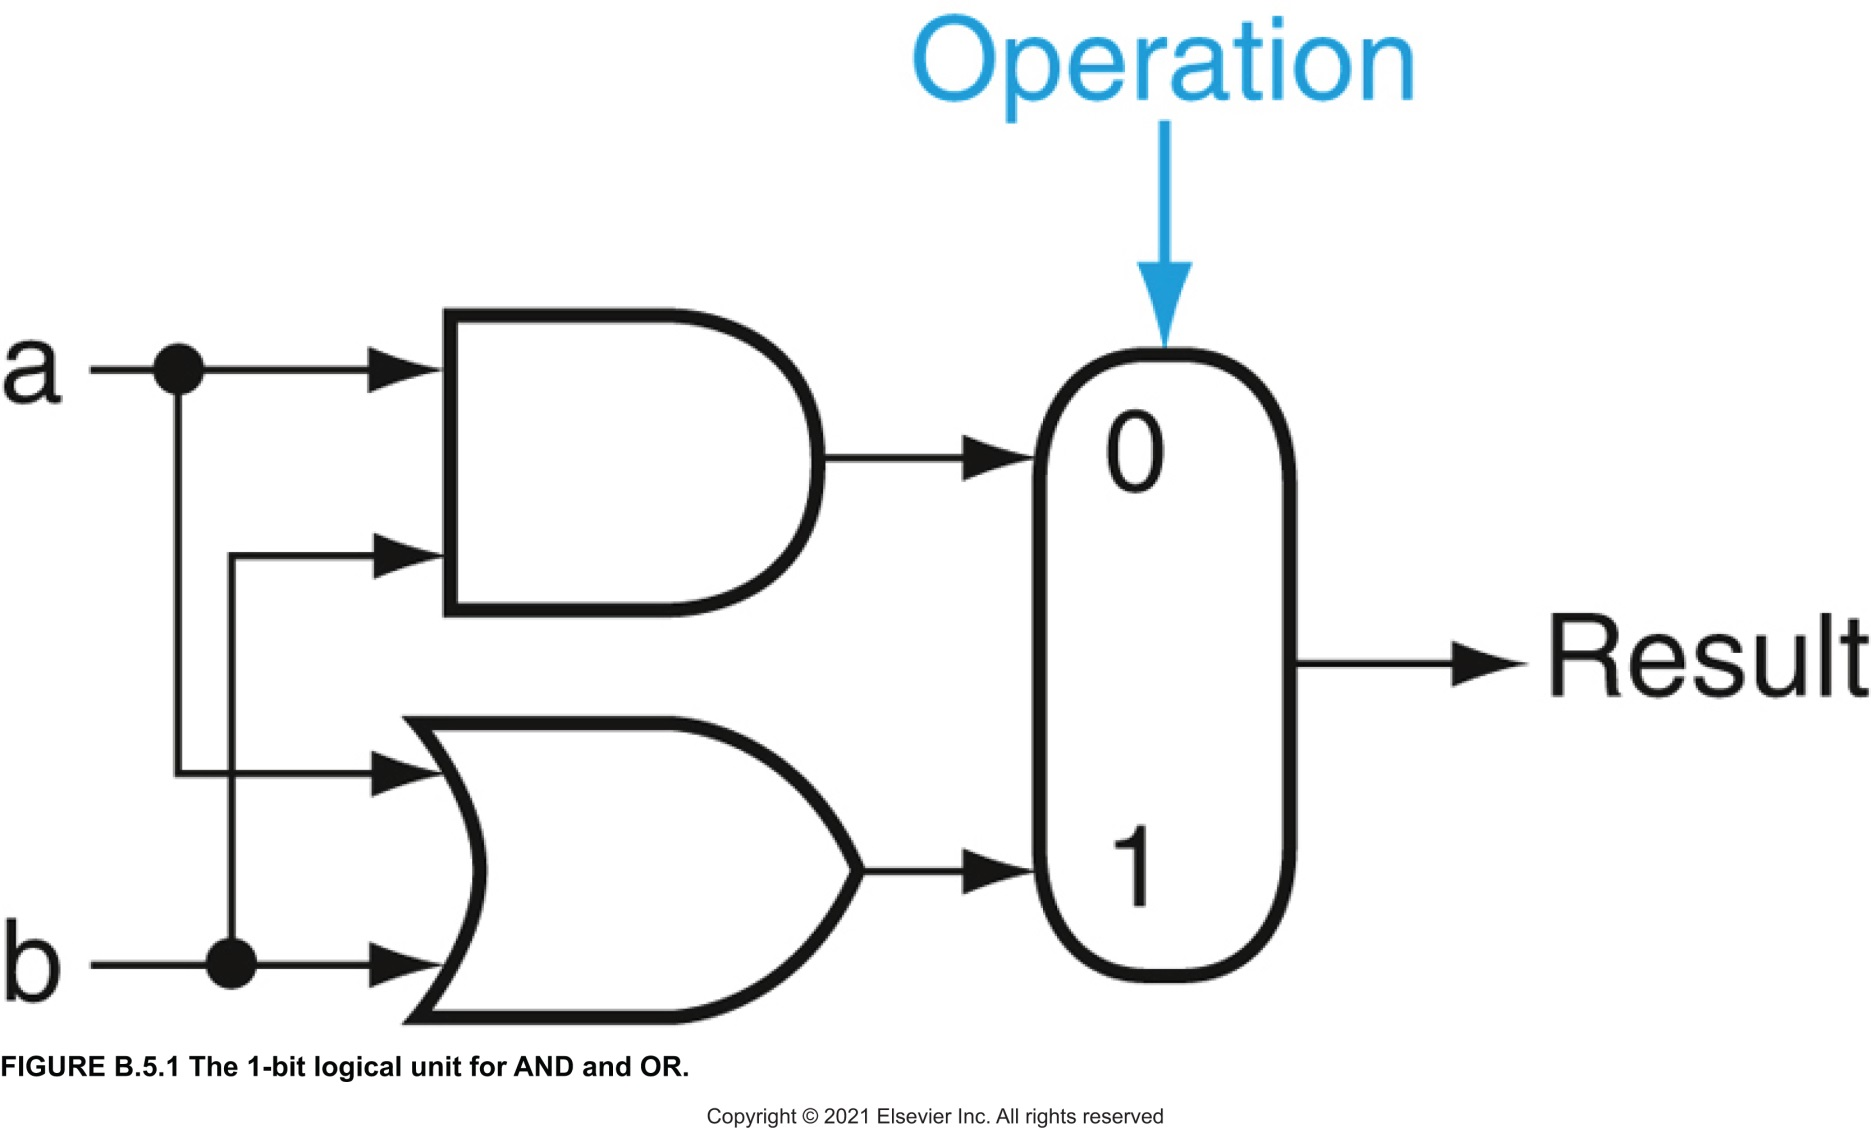 Operation
a
0
Result
1
b
FIGURE B.5.1 The 1-bit logical unit for AND and OR.
Copyright © 2021 Elsevier Inc. All rights reserved